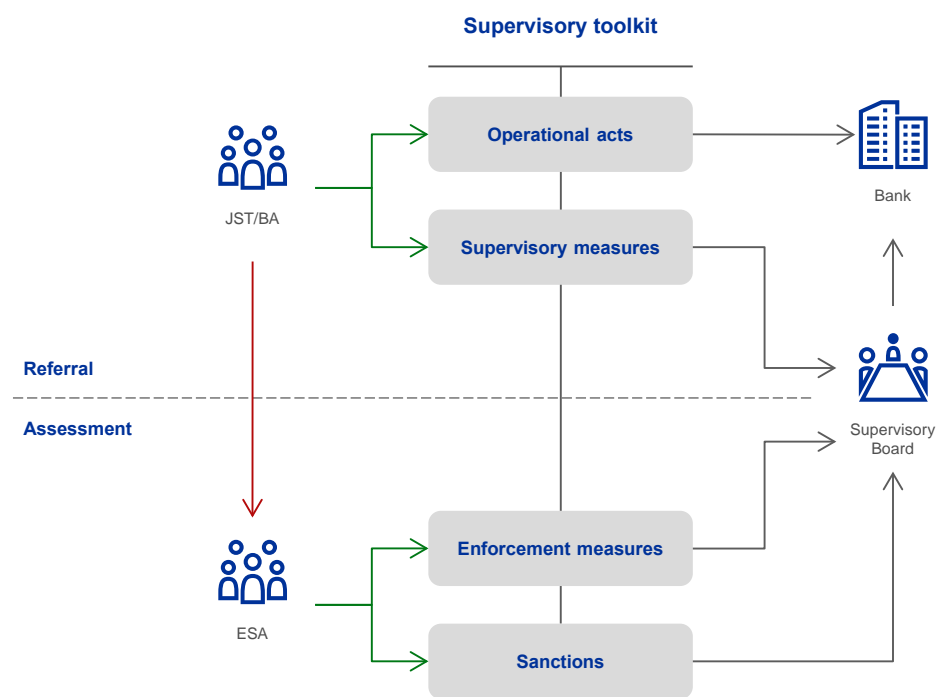 Supervisory toolkit
Operational acts
JST/BA
Bank
Supervisory measures
Referral
Assessment
Supervisory
Board
Enforcement measures
ESA
Sanctions